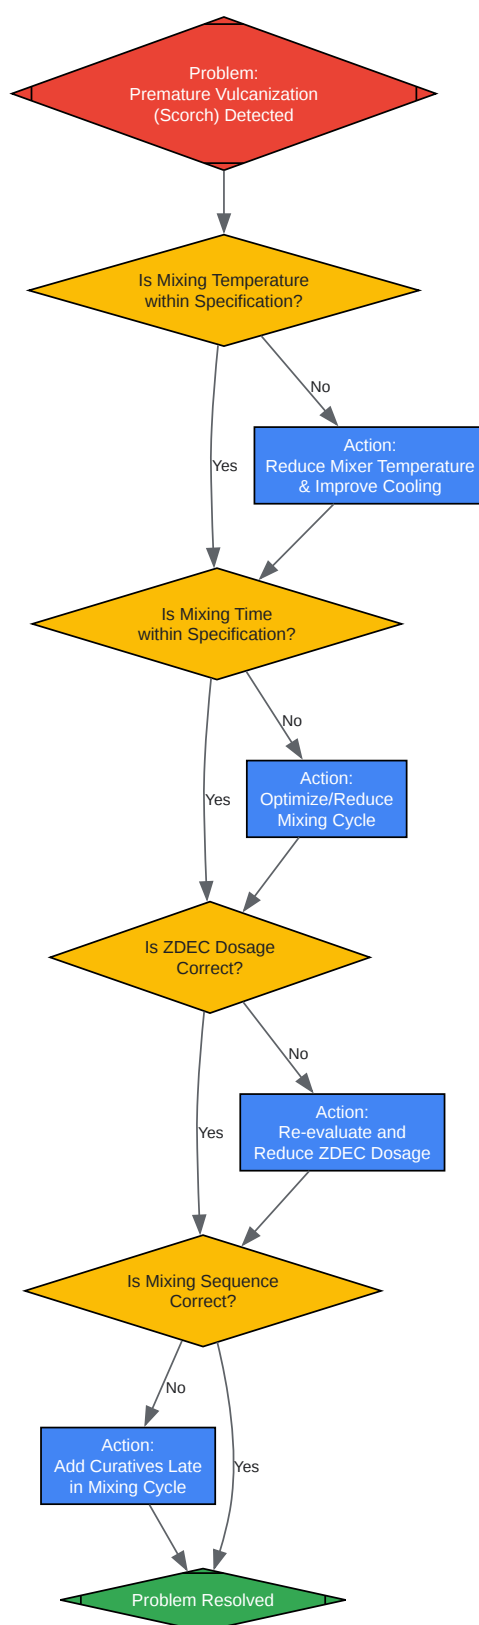 Problem:
Premature Vulcanization
(Scorch) Detected
Is Mixing Temperature
within Specification?
No
Action:
Reduce Mixer Temperature
& Improve Cooling
Yes
Is Mixing Time
within Specification?
No
Action:
Optimize/Reduce
Mixing Cycle
Yes
Is ZDEC Dosage
Correct?
No
Action:
Re-evaluate and
Reduce ZDEC Dosage
Yes
Is Mixing Sequence
Correct?
No
Action:
Add Curatives Late
in Mixing Cycle
Yes
Problem Resolved